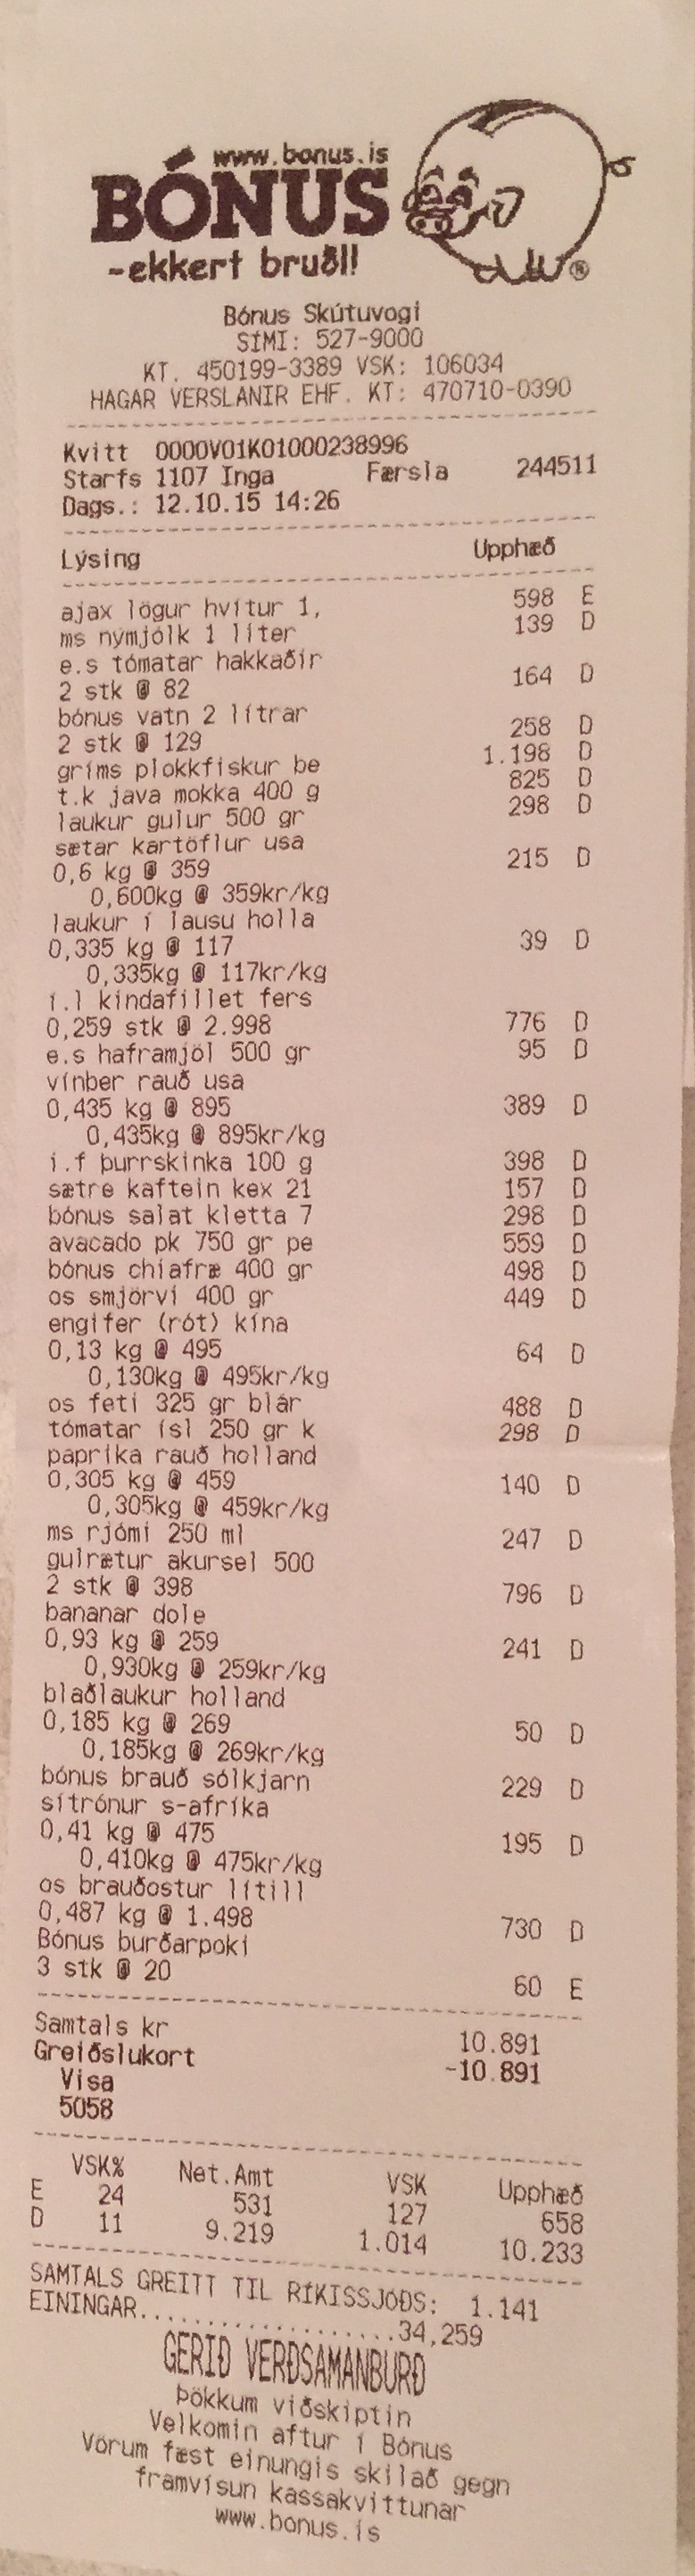 www.bonus.is
BÓNUS
-ekkert bruðl!
®
Bónus Skútuvogi
SÍMI: 527-9000
KT. 450199-3389 VSK: 106034
HAGAR VERSLANIR EHF. KT: 470710-0390
Kvitt 0000V01K01000238996
Starfs 1107 Inga Færsla 244511
Dags.: 12.10.15 14:26
Lýsing Upphæð
ajax lögur hvítur 1, 598 E
ms nýmjólk 1 líter 139 D
e.s tómatar hakkaðir
2 stk @ 82 164 D
bónus vatn 2 lítrar
2 stk @ 129 258 D
gríms plokkfiskur be 1.198 D
t.k java mokka 400 g 825 D
laukur gulur 500 gr 298 D
sætar kartöflur usa
0,6 kg @ 359 215 D
0,600kg @ 359kr/kg
laukur í lausu holla
0,335 kg @ 117 39 D
0,335kg @ 117kr/kg
í.l kindafillet fers
0,259 stk @ 2.998 776 D
e.s haframjöl 500 gr 95 D
vínber rauð usa
0,435 kg @ 895 389 D
0,435kg @ 895kr/kg
í.f þurrskinka 100 g 398 D
sætre kaftein kex 21 157 D
bónus salat kletta 7 298 D
avacado pk 750 gr pe 559 D
bónus chiafræ 400 gr 498 D
os smjörvi 400 gr 449 D
engifer (rót) kína
0,13 kg @ 495 64 D
0,130kg @ 495kr/kg
os feti 325 gr blár 488 D
tómatar ísl 250 gr k 298 D
paprika rauð holland
0,305 kg @ 459 140 D
0,305kg @ 459kr/kg
ms rjómi 250 ml 247 D
gulrætur akursel 500
2 stk @ 398 796 D
bananar dole
0,93 kg @ 259 241 D
0,930kg @ 259kr/kg
blaðlaukur holland
0,185 kg @ 269 50 D
0,185kg @ 269kr/kg
bónus brauð sólkjarn 229 D
sítrónur s-afríka
0,41 kg @ 475 195 D
0,410kg @ 475kr/kg
os brauðostur lítill
0,487 kg @ 1.498 730 D
Bónus burðarpoki
3 stk @ 20 60 E
Samtals kr 10.891
Greiðslukort -10.891
Visa
5058
VSK% Net.Amt VSK Upphæð
E 24 531 127 658
D 11 9.219 1.014 10.233
SAMTALS GREITT TIL RÍKISSJÓÐS: 1.141
EININGAR...................34,259
GERIÐ VERÐSAMANBURÐ
Þökkum viðskiptin
Velkomin aftur í Bónus
Vörum fæst einungis skilað gegn
framvísun kassakvittunar
www.bonus.is